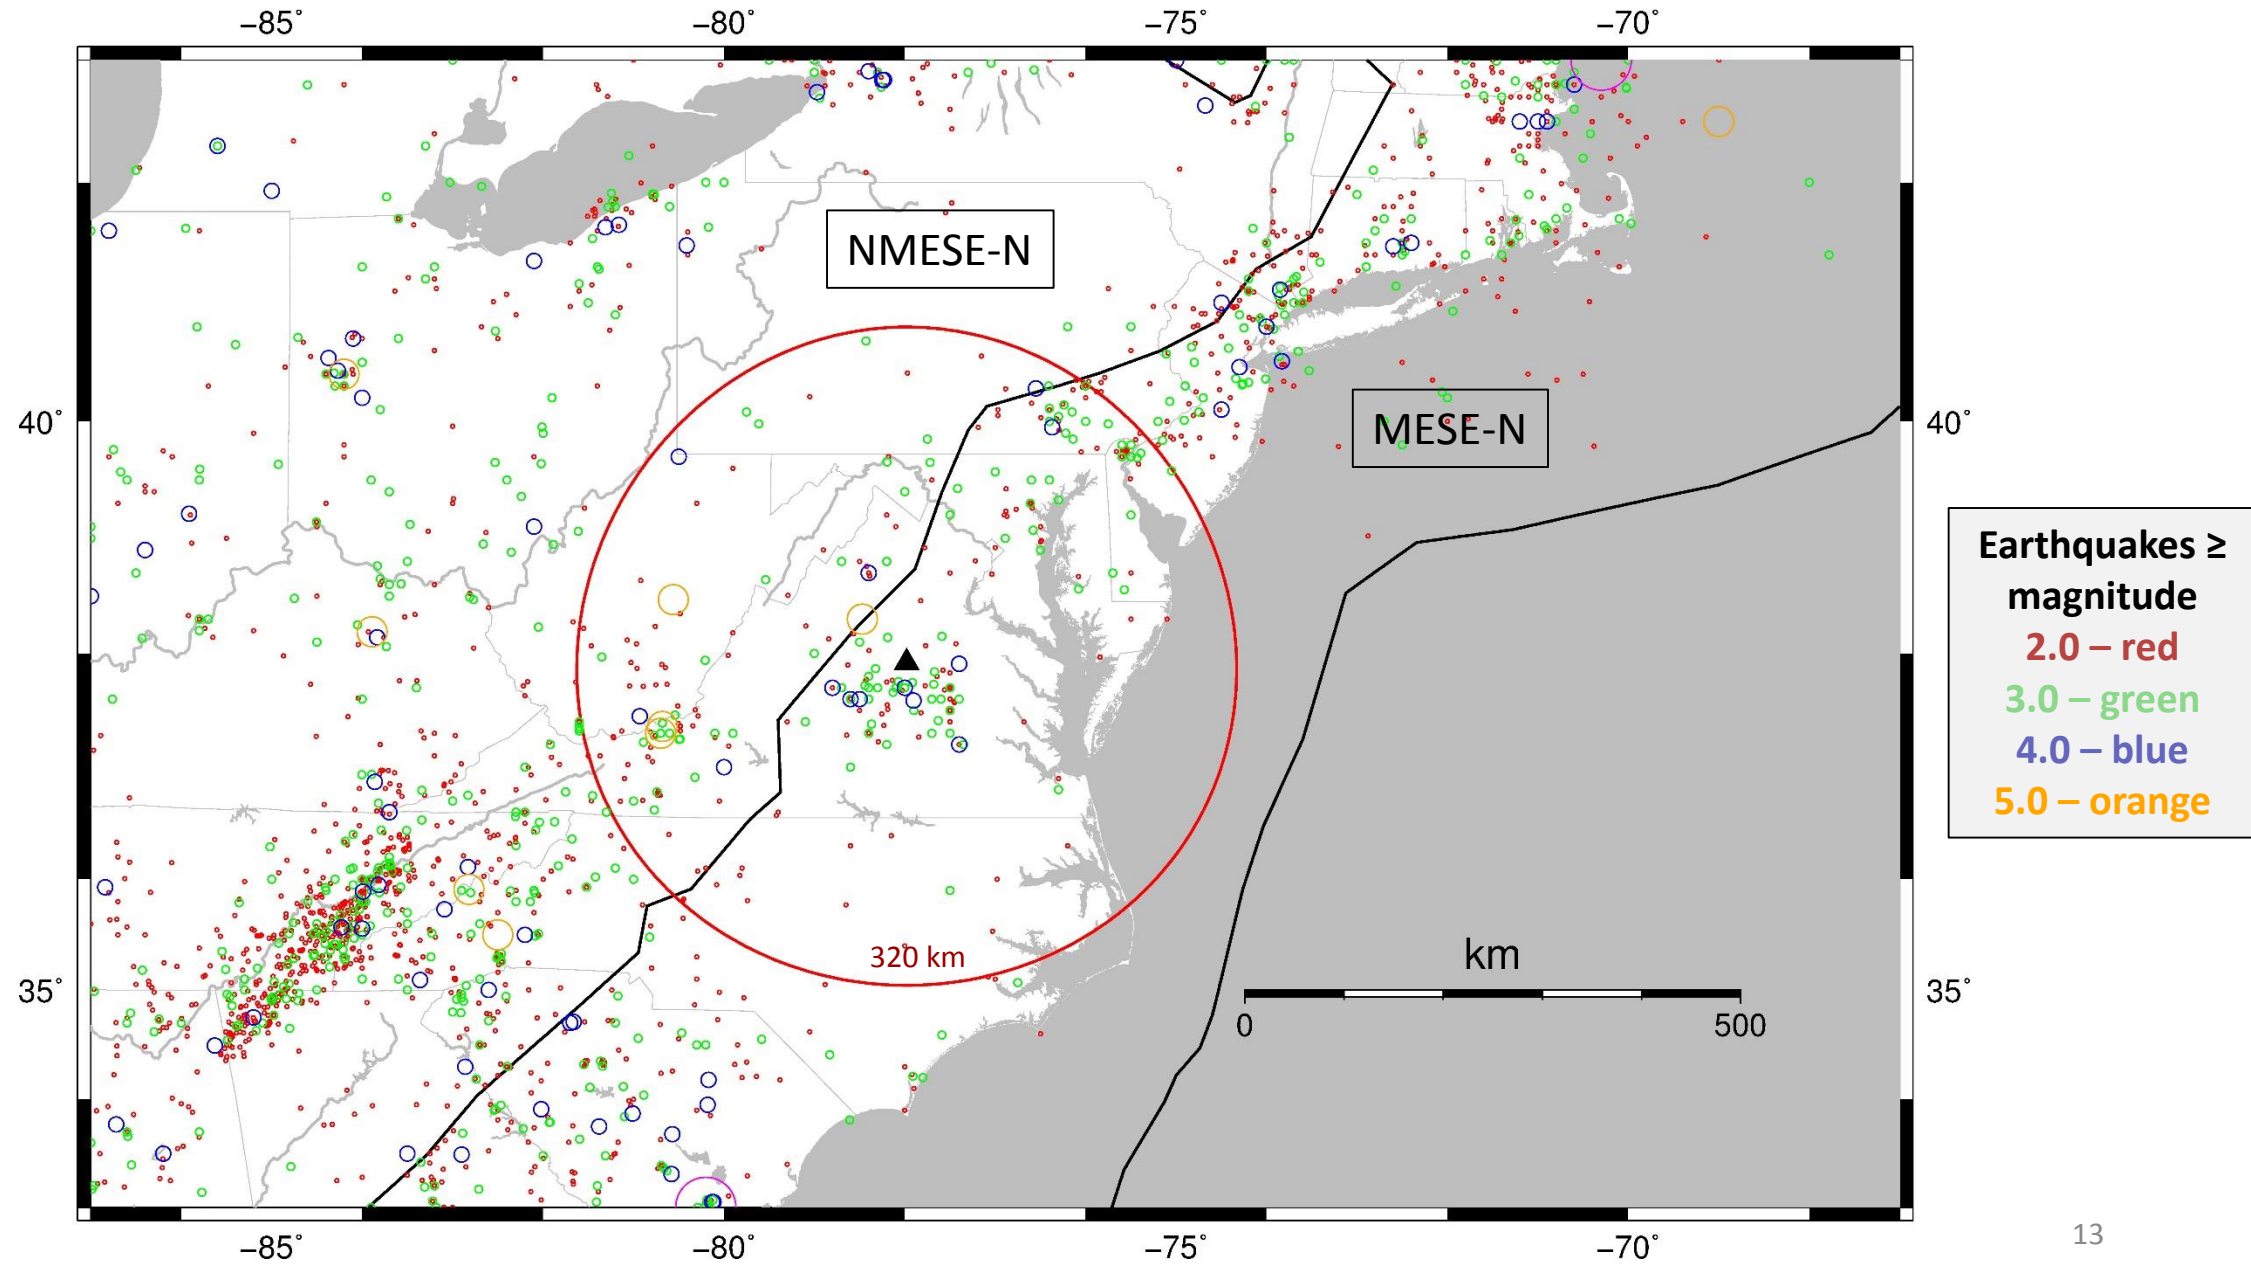 −85° −80° −75° −70°
NMESE-N
40° MESE-N 40°
Earthquakes ≥
magnitude
2.0 – red
3.0 – green
4.0 – blue
5.0 – orange
320 km
km
35° 35°
0 500
−85° −80° −75° −70°
13